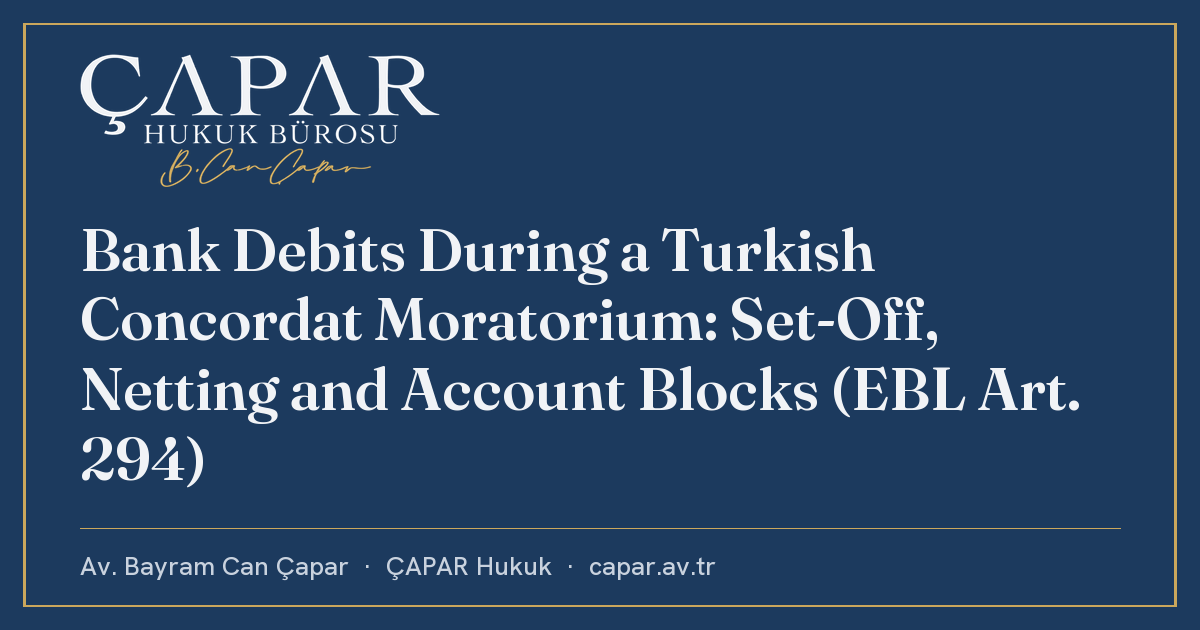 ÇAPAR
HUKUK BÜROSU
B.Can Çapar
Bank Debits During a Turkish
Concordat Moratorium: Set-Off,
Netting and Account Blocks (EBL Art.
294)
Av. Bayram Can Çapar · ÇAPAR Hukuk · capar.av.tr